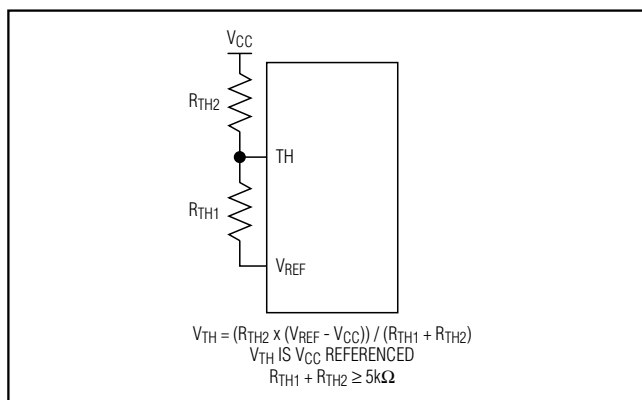 VCC
RTH2
TH
RTH1
VREF
VTH = (RTH2 x (VREF - VCC)) / (RTH1 + RTH2)
VTH IS VCC REFERENCED
RTH1 + RTH2 ≥ 5kΩ